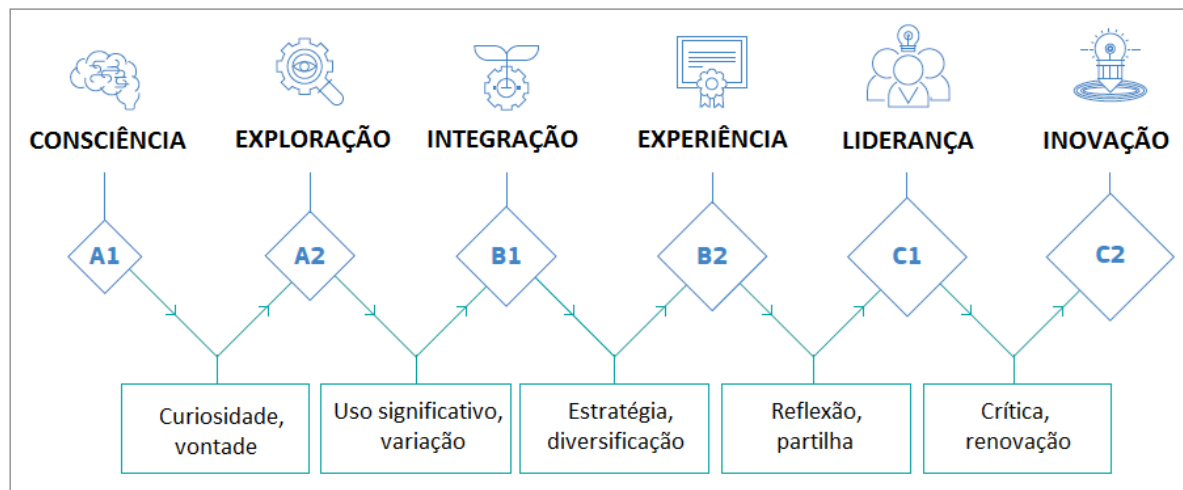 CONSCIÊNCIA
EXPLORAÇÃO
INTEGRAÇÃO
EXPERIÊNCIA
LIDERANÇA
INOVAÇÃO
A1
A2
B1
B2
C1
C2
Curiosidade,
vontade
Uso significativo,
variação
Estratégia,
diversificação
Reflexão,
partilha
Crítica,
renovação